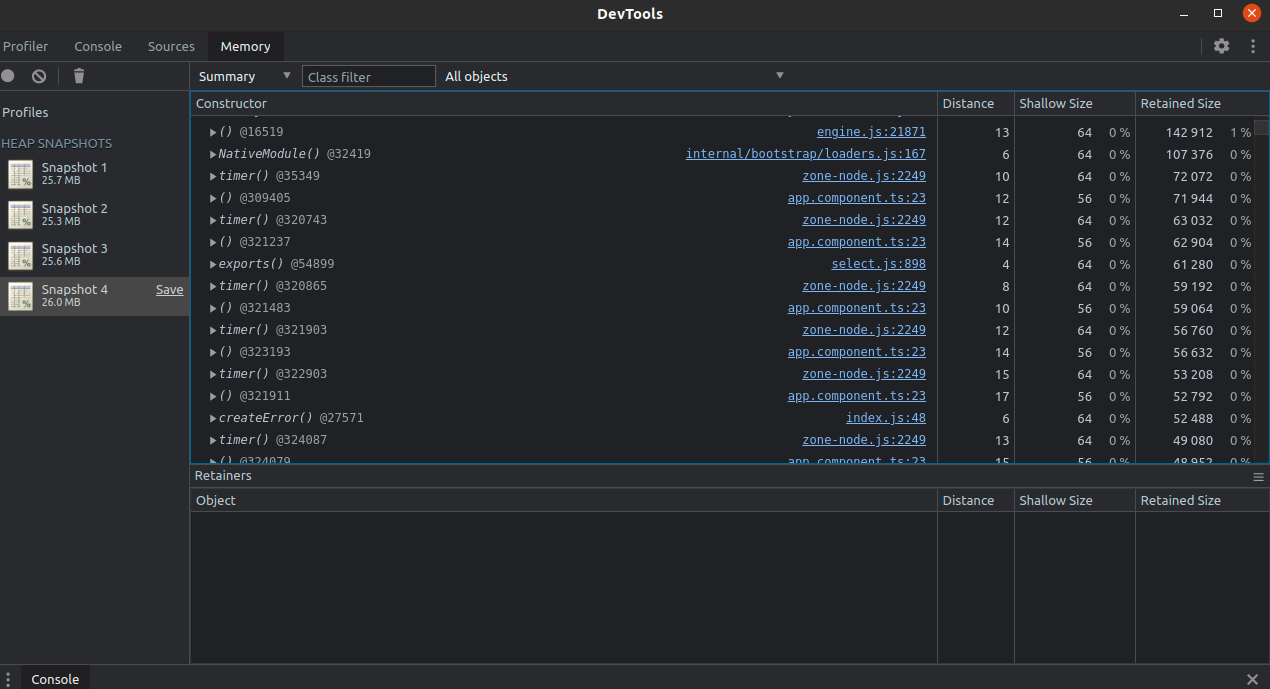 DevTools
Profiler Console Sources Memory
Summary Class filter All objects
Profiles
HEAP SNAPSHOTS
Snapshot 1
25.7 MB
Snapshot 2
25.3 MB
Snapshot 3
25.6 MB
Snapshot 4 Save
26.0 MB
Constructor Distance Shallow Size Retained Size
() @16519 engine.js:21871 13 64 0 % 142 912 1 %
NativeModule() @32419 internal/bootstrap/loaders.js:167 6 64 0 % 107 376 0 %
timer() @35349 zone-node.js:2249 10 64 0 % 72 072 0 %
() @309405 app.component.ts:23 12 56 0 % 71 944 0 %
timer() @320743 zone-node.js:2249 12 64 0 % 63 032 0 %
() @321237 app.component.ts:23 14 56 0 % 62 904 0 %
exports() @54899 select.js:898 4 64 0 % 61 280 0 %
timer() @320865 zone-node.js:2249 8 64 0 % 59 192 0 %
() @321483 app.component.ts:23 10 56 0 % 59 064 0 %
timer() @321903 zone-node.js:2249 12 64 0 % 56 760 0 %
() @323193 app.component.ts:23 14 56 0 % 56 632 0 %
timer() @322903 zone-node.js:2249 15 64 0 % 53 208 0 %
() @321911 app.component.ts:23 17 56 0 % 52 792 0 %
createError() @27571 index.js:48 6 64 0 % 52 488 0 %
timer() @324087 zone-node.js:2249 13 64 0 % 49 080 0 %
() @324079 app.component.ts:23 15 56 0 % 48 952 0 %
Retainers
Object Distance Shallow Size Retained Size
Console